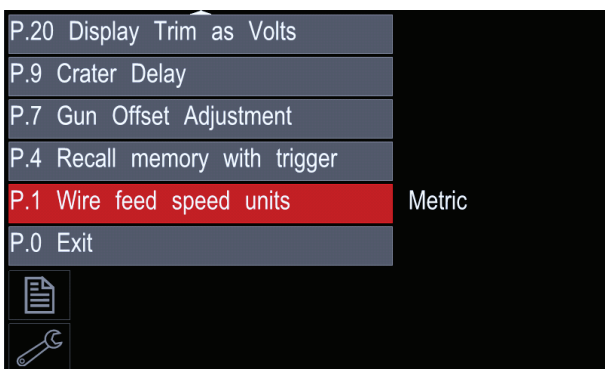 P.20 Display Trim as Volts
P.9 Crater Delay
P.7 Gun Offset Adjustment
P.4 Recall memory with trigger
P.1 Wire feed speed units Metric
P.0 Exit